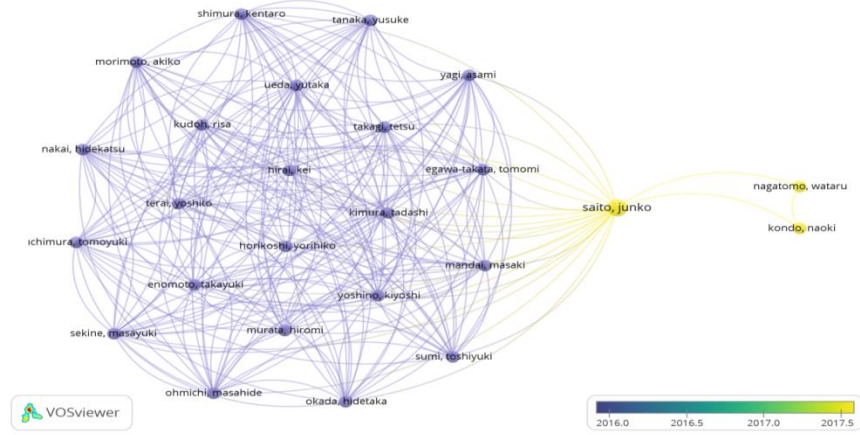 shimura, kentaro
tanaka, yusuke
morimoto, akiko
yagi, asami
ueda, yutaka
kudoh, risa
takagi, tetsu
nakai, hidekatsu
hirai, kei
egawa-takata, tomomi
nagatomo, wataru
terai, yoshito
kimura, tadashi
saito, junko
kondo, naoki
ichimura, tomoyuki
horikoshi, yorihiko
mandai, masaki
enomoto, takayuki
yoshino, kiyoshi
sekine, masayuki
murata, hiromi
sumi, toshiyuki
ohmichi, masahide
okada, hidetaka
VOSviewer
2016.0 2016.5 2017.0 2017.5